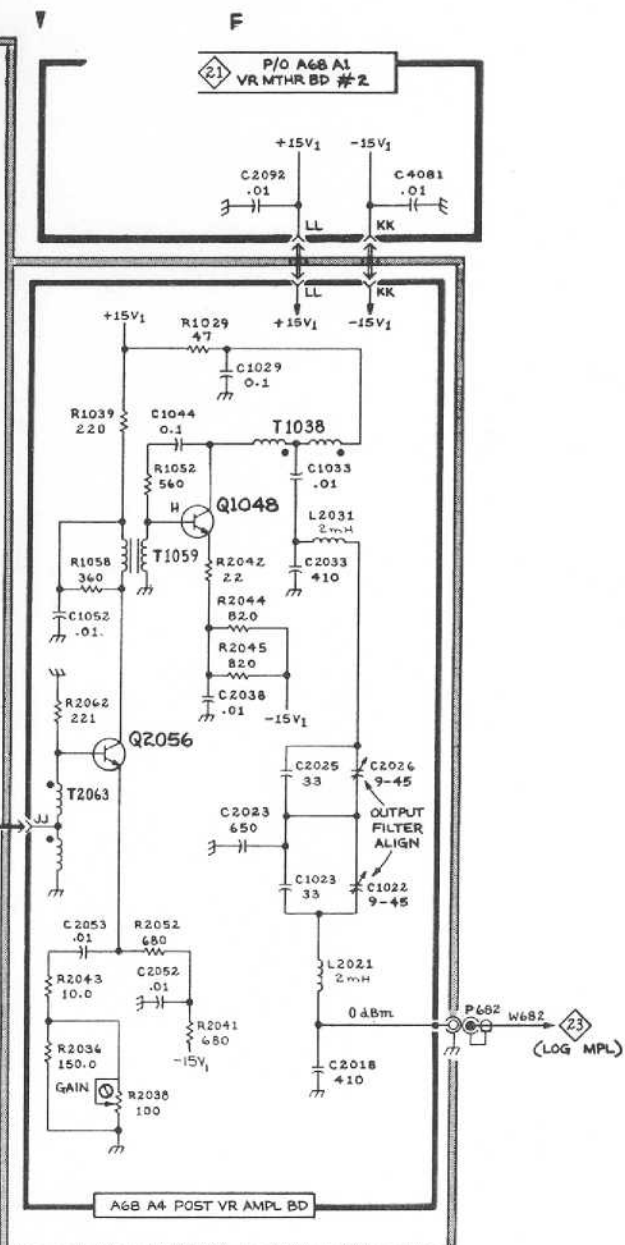 F
21
P/O A68 A1
VR MTHR BD #2
+15V1
-15V1
C2092
.01
C4081
.01
LL
KK
LL
KK
+15V1
+15V1
-15V1
R1029
47
C1029
0.1
R1039
220
C1044
0.1
T1038
R1052
560
C1033
.01
H
Q1048
L2031
2mH
T1059
R1058
360
R2042
22
C2033
410
C1052
.01.
R2044
820
R2045
820
C2038
.01
-15V1
R2062
221
Q2056
T2063
C2025
33
C2026
9-45
JJ
C2023
650
OUTPUT
FILTER
ALIGN
C1023
33
C1022
9-45
C2053
.01
R2052
680
C2052
.01
L2021
2mH
R2043
10.0
R2041
680
0 dBm
P682
W682
23
(LOG MPL)
R2036
150.0
-15V1
GAIN
R2038
100
C2018
410
A68 A4 POST VR AMPL BD